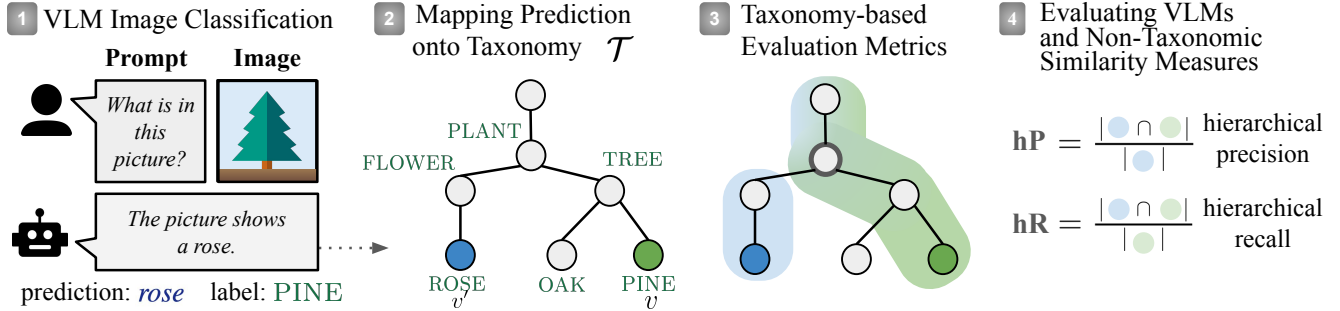 1 VLM Image Classification
Prompt Image
What is in
this
picture?
The picture shows
a rose.
prediction: rose label: PINE
2 Mapping Prediction
onto Taxonomy 𝒯
PLANT
FLOWER TREE
ROSE OAK PINE
v′ v
3 Taxonomy-based
Evaluation Metrics
4 Evaluating VLMs
and Non-Taxonomic
Similarity Measures
hP = | ∩ | / | | hierarchical
precision
hR = | ∩ | / | | hierarchical
recall